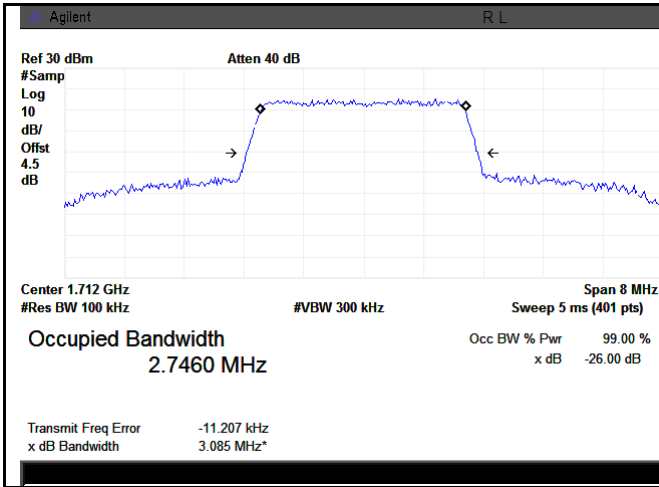 Agilent R L
Ref 30 dBm Atten 40 dB
#Samp
Log
10
dB/
Offst
4.5
dB
Center 1.712 GHz Span 8 MHz
#Res BW 100 kHz #VBW 300 kHz Sweep 5 ms (401 pts)
Occupied Bandwidth Occ BW % Pwr 99.00 %
2.7460 MHz x dB -26.00 dB
Transmit Freq Error -11.207 kHz
x dB Bandwidth 3.085 MHz*